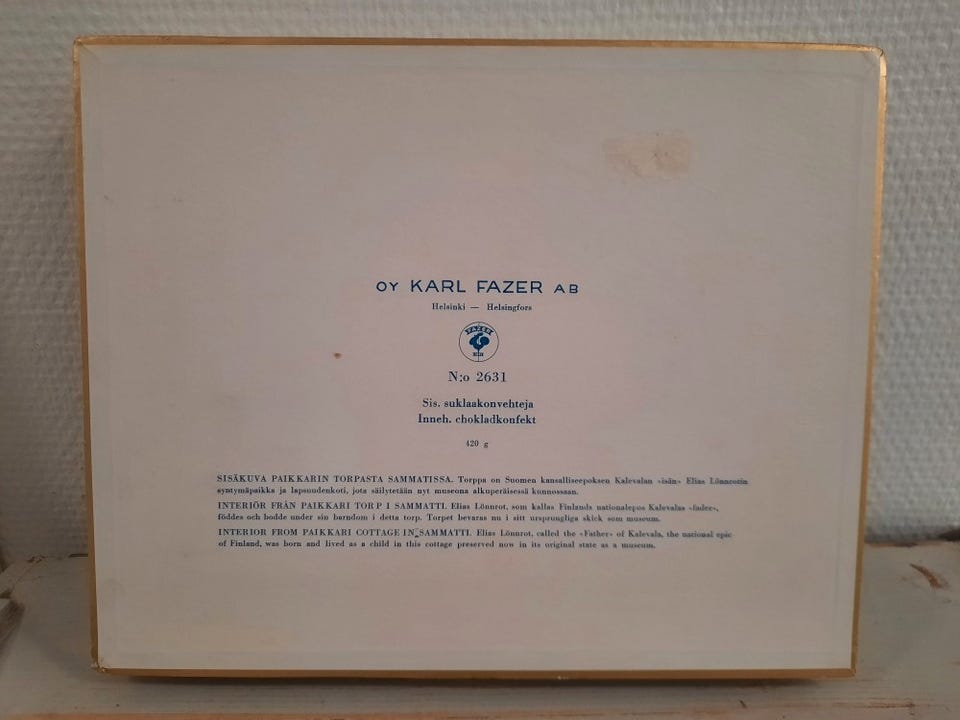 OY KARL FAZER AB
Helsinki — Helsingfors
FAZER
N:o 2631
Sis. suklaakonvehteja
Inneh. chokladkonfekt
420 g
SISÄKUVA PAIKKARIN TORPASTA SAMMATISSA. Torppa on Suomen kansalliseepoksen Kalevalan «isän» Elias Lönnrotin
syntymäpaikka ja lapsuudenkoti, jota säilytetään nyt museona alkuperäisessä kunnossaan.
INTERIÖR FRÅN PAIKKARI TORP I SAMMATTI. Elias Lönnrot, som kallas Finlands nationalepos Kalevalas «fader»,
föddes och bodde under sin barndom i detta torp. Torpet bevaras nu i sitt ursprungliga skick som museum.
INTERIOR FROM PAIKKARI COTTAGE IN SAMMATTI. Elias Lönnrot, called the «Father» of Kalevala, the national epic
of Finland, was born and lived as a child in this cottage preserved now in its original state as a museum.